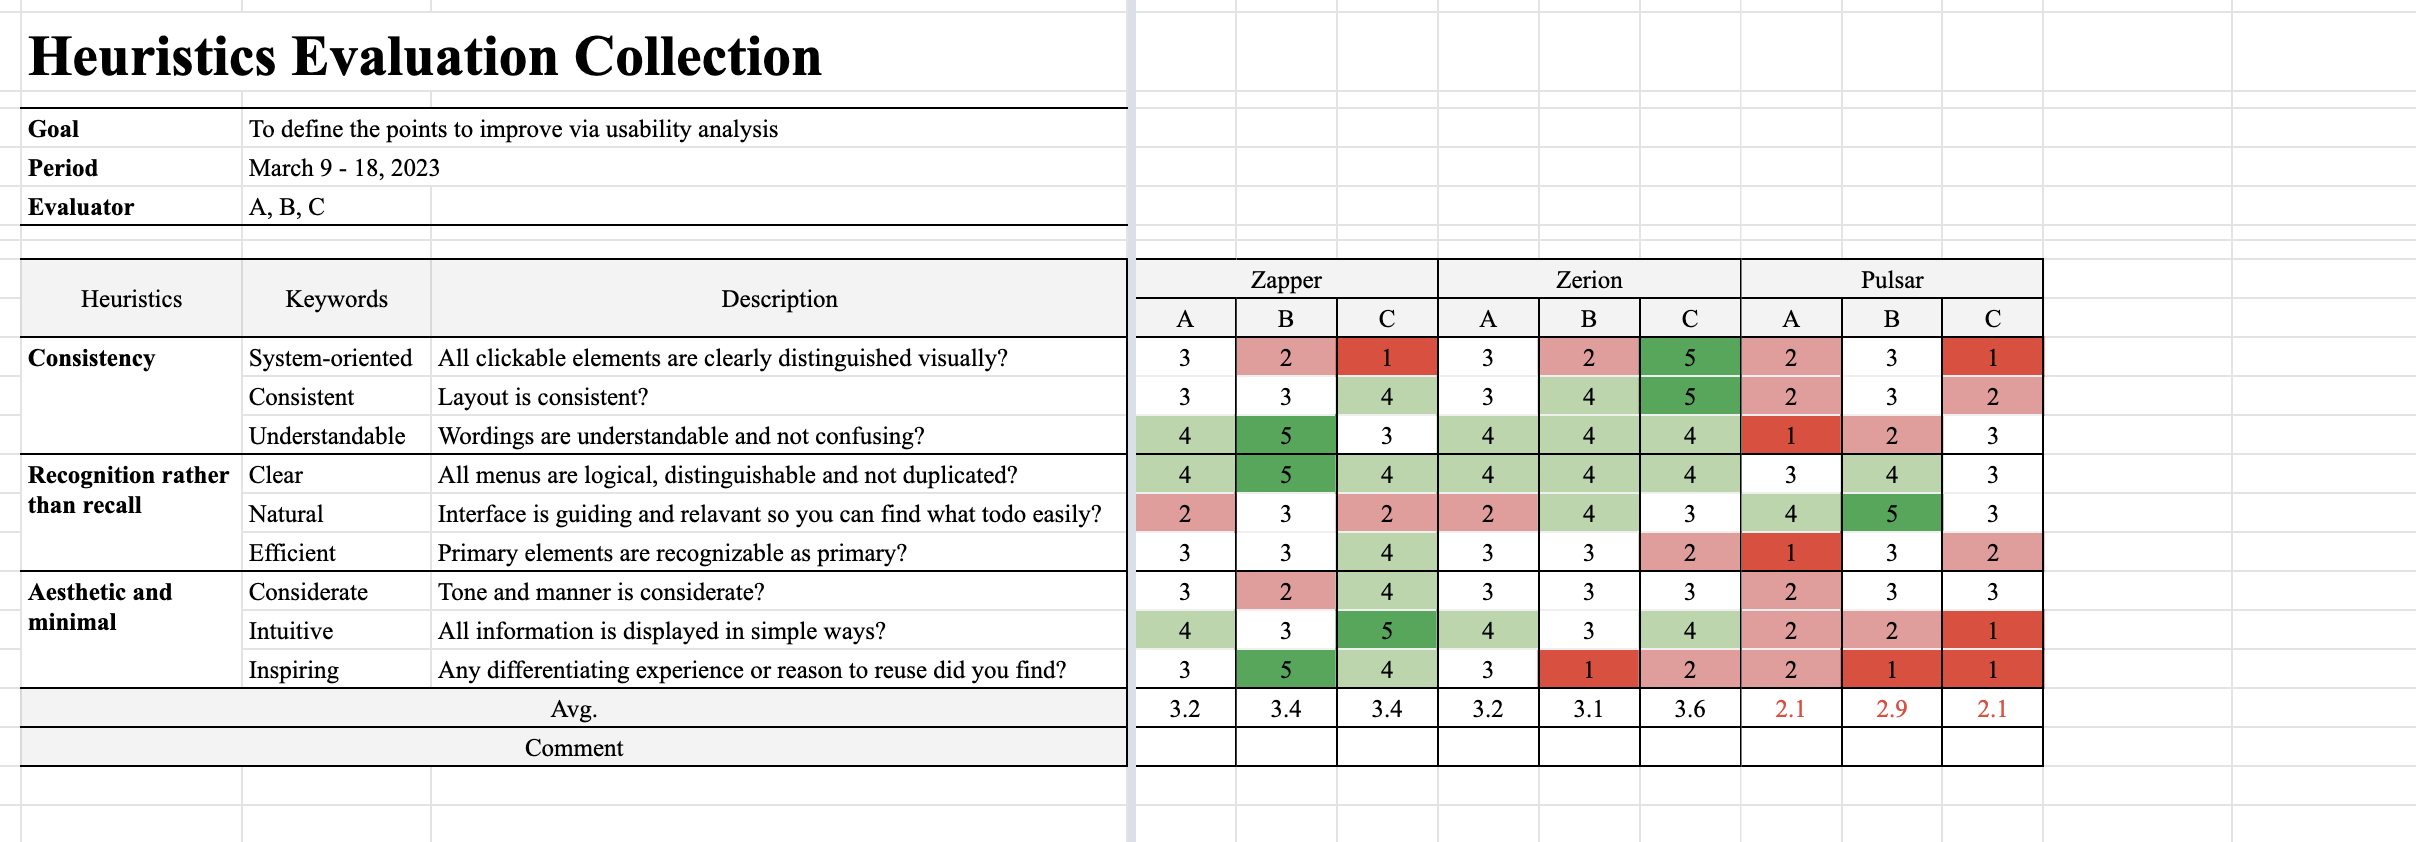 Heuristics Evaluation Collection
Goal To define the points to improve via usability analysis
Period March 9 - 18, 2023
Evaluator A, B, C
Heuristics Keywords Description Zapper Zerion Pulsar
A B C A B C A B C
Consistency System-oriented All clickable elements are clearly distinguished visually? 3 2 1 3 2 5 2 3 1
Consistent Layout is consistent? 3 3 4 3 4 5 2 3 2
Understandable Wordings are understandable and not confusing? 4 5 3 4 4 4 1 2 3
Recognition rather than recall Clear All menus are logical, distinguishable and not duplicated? 4 5 4 4 4 4 3 4 3
Natural Interface is guiding and relavant so you can find what todo easily? 2 3 2 2 4 3 4 5 3
Efficient Primary elements are recognizable as primary? 3 3 4 3 3 2 1 3 2
Aesthetic and minimal Considerate Tone and manner is considerate? 3 2 4 3 3 3 2 3 3
Intuitive All information is displayed in simple ways? 4 3 5 4 3 4 2 2 1
Inspiring Any differentiating experience or reason to reuse did you find? 3 5 4 3 1 2 2 1 1
Avg. 3.2 3.4 3.4 3.2 3.1 3.6 2.1 2.9 2.1
Comment